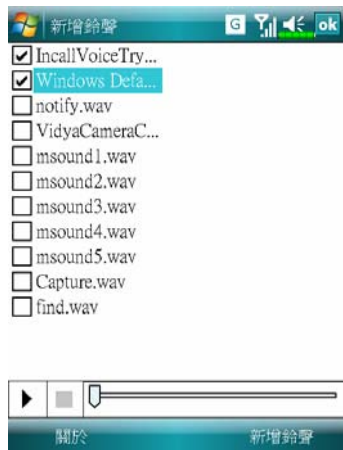 新增鈴聲 G ok
IncallVoiceTry...
Windows Defa...
notify.wav
VidyaCameraC...
msound1.wav
msound2.wav
msound3.wav
msound4.wav
msound5.wav
Capture.wav
find.wav
關於 新增鈴聲